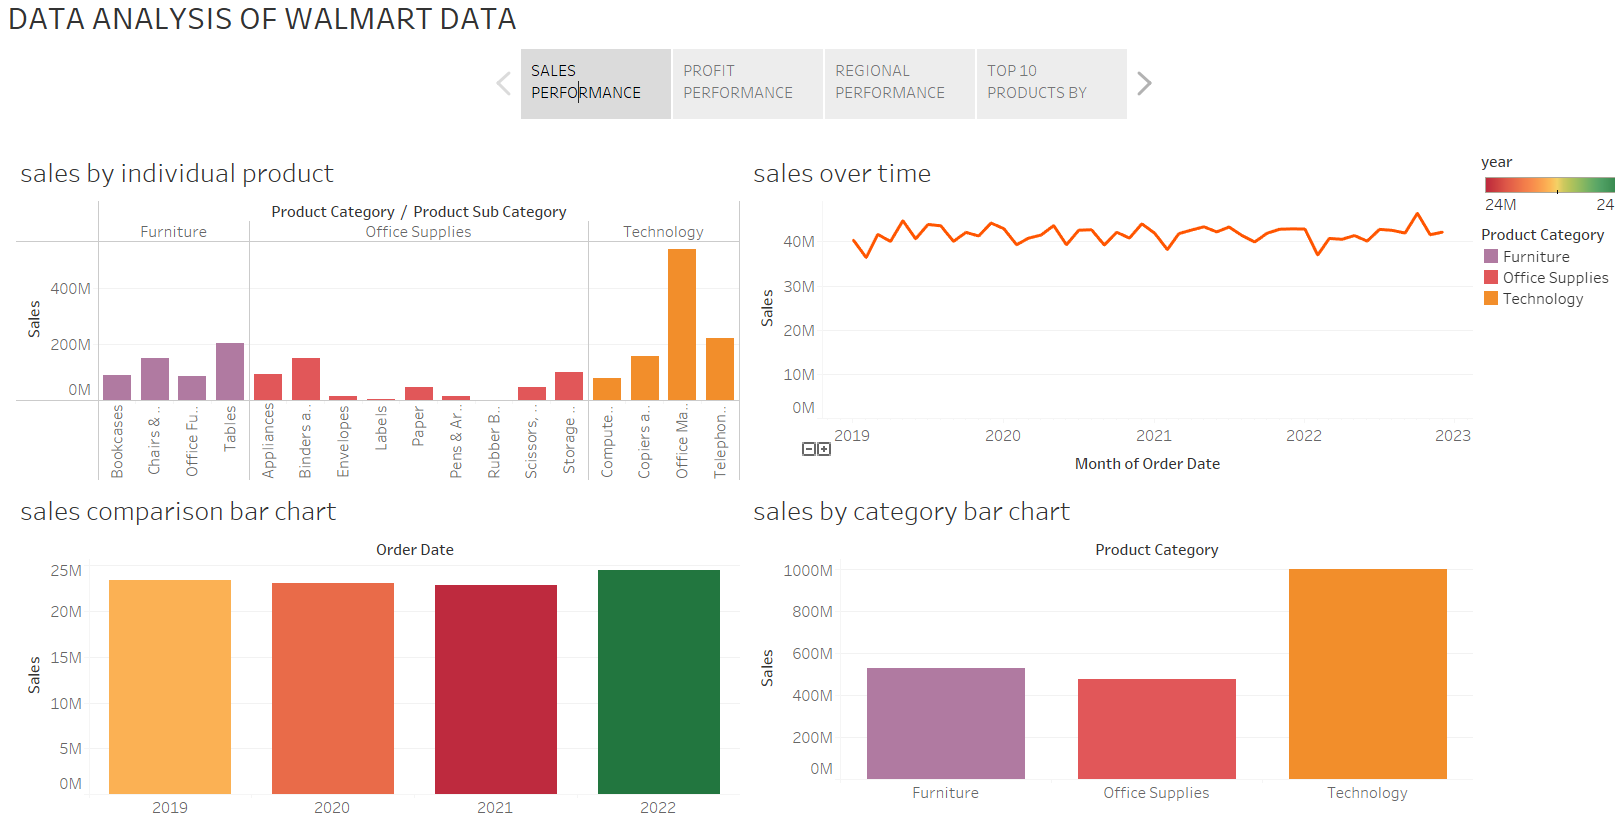 DATA ANALYSIS OF WALMART DATA
SALES
PERFORMANCE
PROFIT
PERFORMANCE
REGIONAL
PERFORMANCE
TOP 10
PRODUCTS BY
sales by individual product
Product Category / Product Sub Category
Furniture
Office Supplies
Technology
Sales
400M
200M
0M
Bookcases
Chairs & ..
Office Fu..
Tables
Appliances
Binders a..
Envelopes
Labels
Paper
Pens & Ar..
Rubber B..
Scissors, ..
Storage ..
Compute..
Copiers a..
Office Ma..
Telephon..
sales over time
Sales
40M
30M
20M
10M
0M
2019
2020
2021
2022
2023
Month of Order Date
year
24M
24
Product Category
Furniture
Office Supplies
Technology
sales comparison bar chart
Order Date
Sales
25M
20M
15M
10M
5M
0M
2019
2020
2021
2022
sales by category bar chart
Product Category
Sales
1000M
800M
600M
400M
200M
0M
Furniture
Office Supplies
Technology